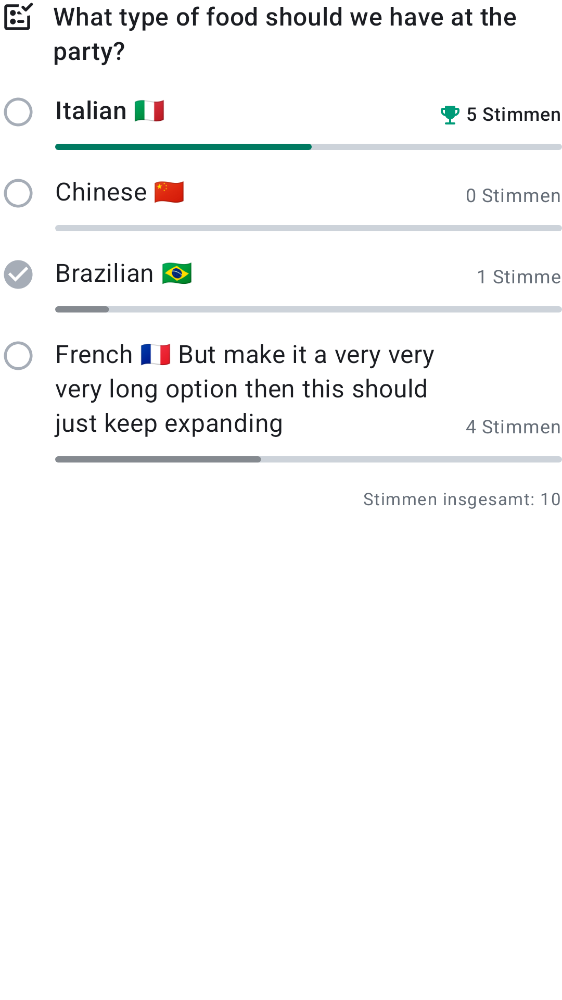 What type of food should we have at the
party?
Italian 🇮🇹
5 Stimmen
Chinese 🇨🇳
0 Stimmen
Brazilian 🇧🇷
1 Stimme
French 🇫🇷 But make it a very very
very long option then this should
just keep expanding
4 Stimmen
Stimmen insgesamt: 10